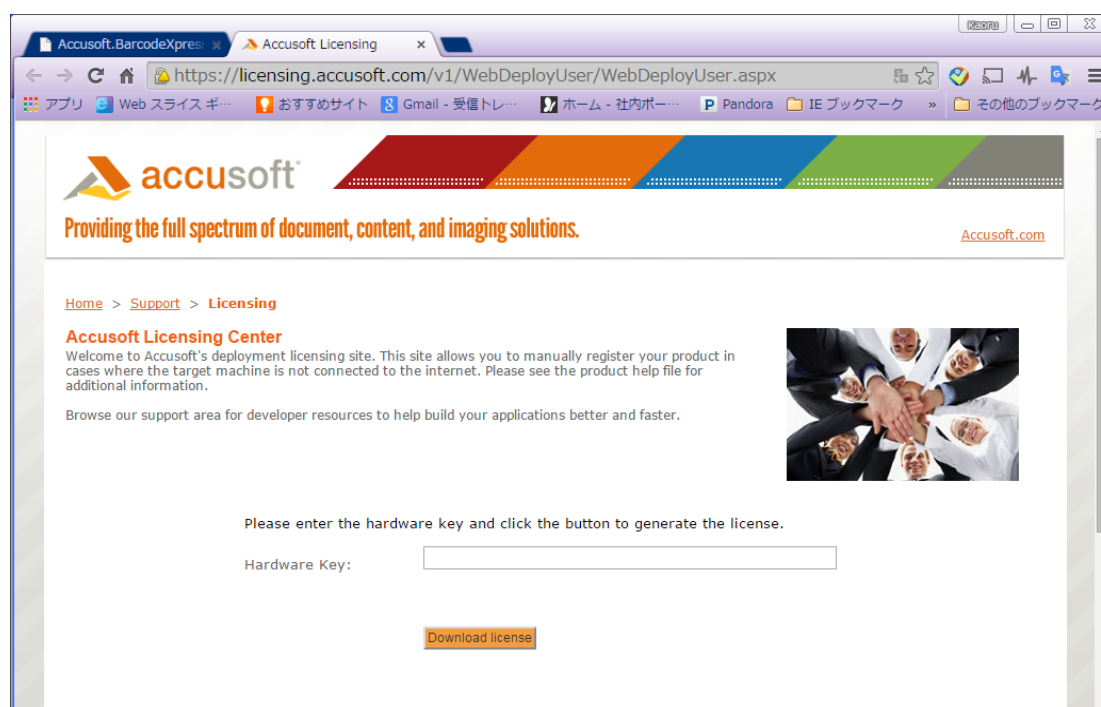 Kaoru
Accusoft.BarcodeXpres
Accusoft Licensing
https://licensing.accusoft.com/v1/WebDeployUser/WebDeployUser.aspx
アプリ Web スライス ギ… おすすめサイト Gmail - 受信トレ… ホーム - 社内ポー… Pandora IE ブックマーク » その他のブックマーク
accusoft
Providing the full spectrum of document, content, and imaging solutions.
Accusoft.com
Home > Support > Licensing
Accusoft Licensing Center
Welcome to Accusoft's deployment licensing site. This site allows you to manually register your product in
cases where the target machine is not connected to the internet. Please see the product help file for
additional information.
Browse our support area for developer resources to help build your applications better and faster.
Please enter the hardware key and click the button to generate the license.
Hardware Key:
Download license